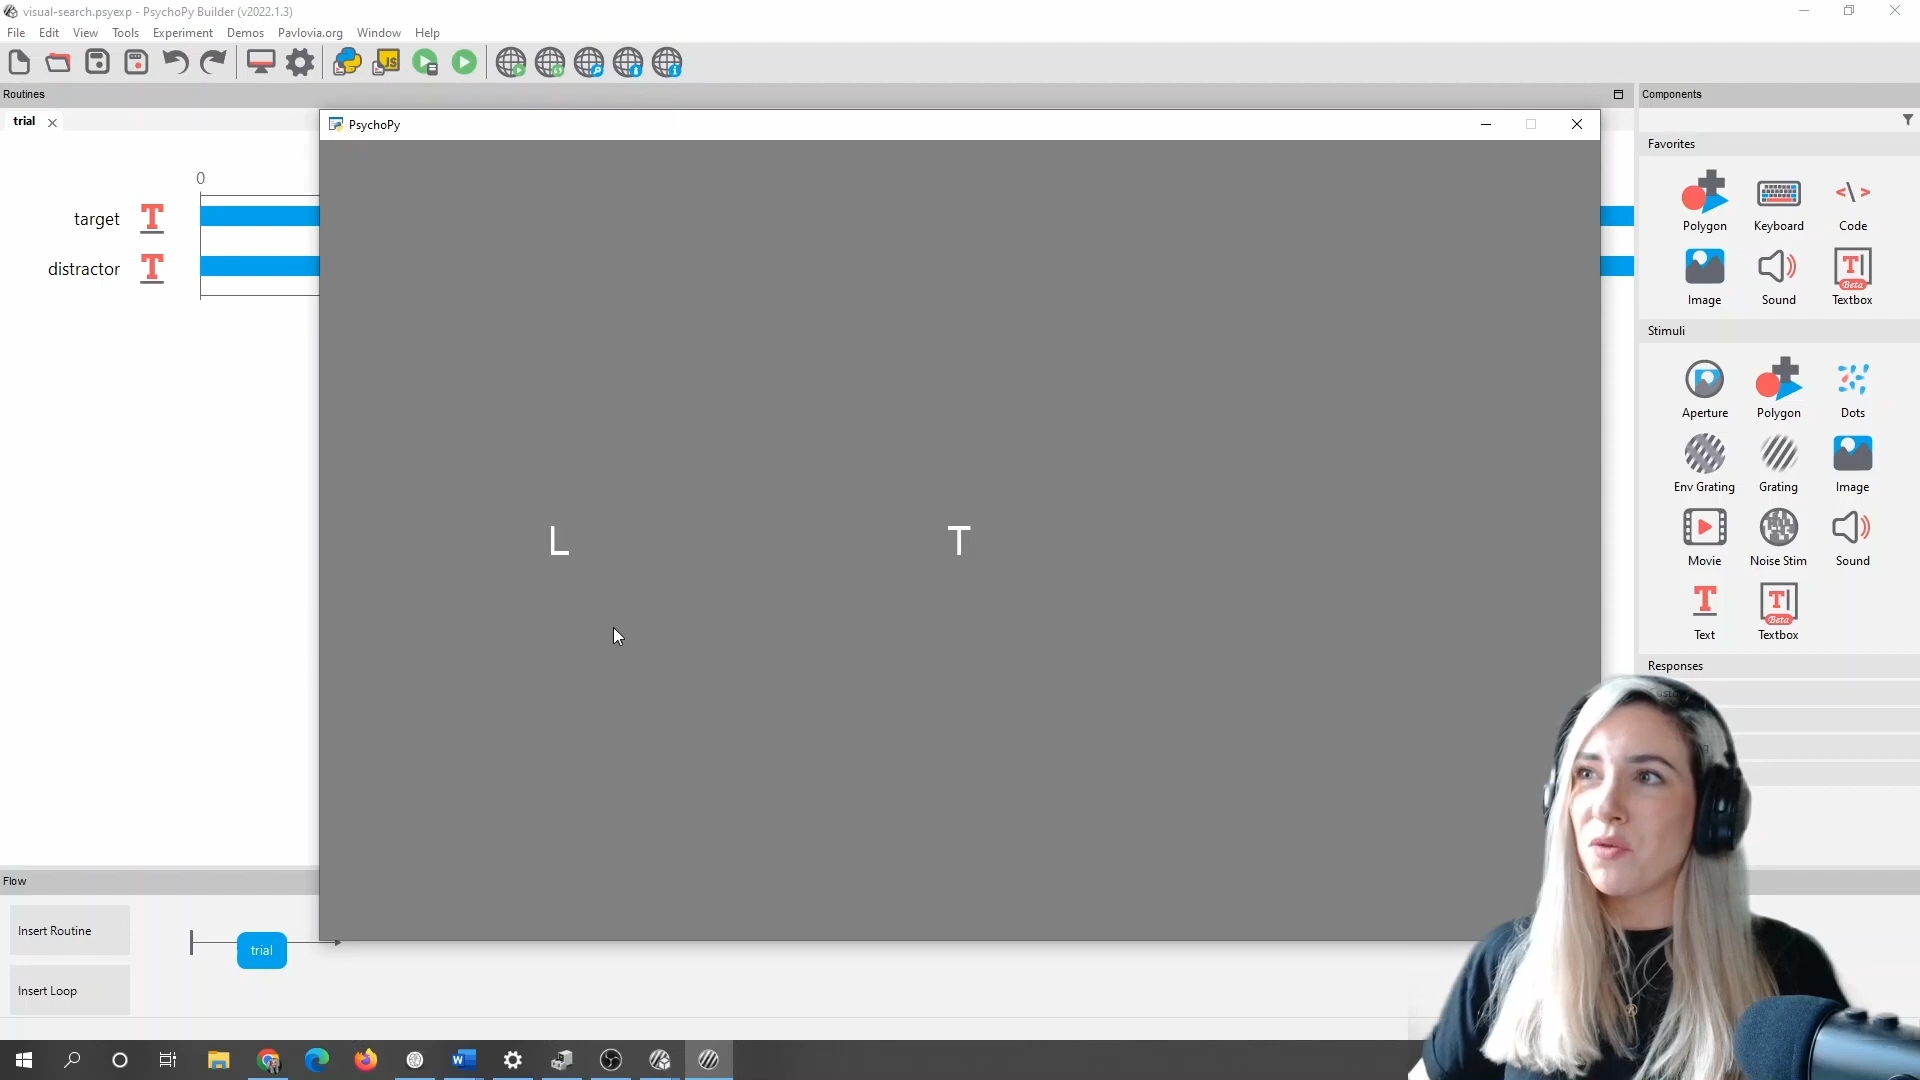 visual-search.psyexp - PsychoPy Builder (v2022.1.3)
File Edit View Tools Experiment Demos Pavlovia.org Window Help
Routines
Components
trial
PsychoPy
Favorites
0
target
distractor
Polygon Keyboard Code
Image Sound Textbox
Beta
Stimuli
Aperture Polygon Dots
Env Grating Grating Image
L T
Movie Noise Stim Sound
Text Textbox
Beta
Responses
Flow
Insert Routine
trial
Insert Loop